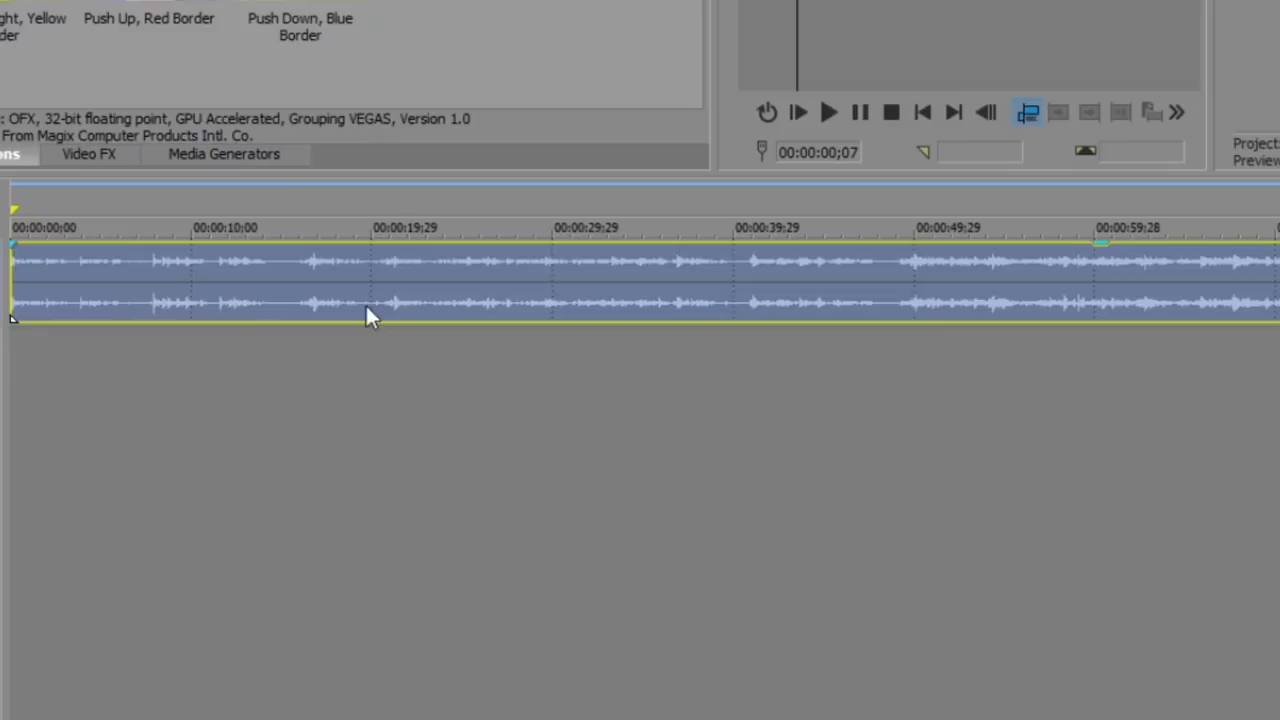 ght, Yellow
der
Push Up, Red Border
Push Down, Blue
Border
: OFX, 32-bit floating point, GPU Accelerated, Grouping VEGAS, Version 1.0
From Magix Computer Products Intl. Co.
ons
Video FX
Media Generators
00:00:00;07
Project
Preview
00:00:00;00
00:00:10;00
00:00:19;29
00:00:29;29
00:00:39;29
00:00:49;29
00:00:59;28